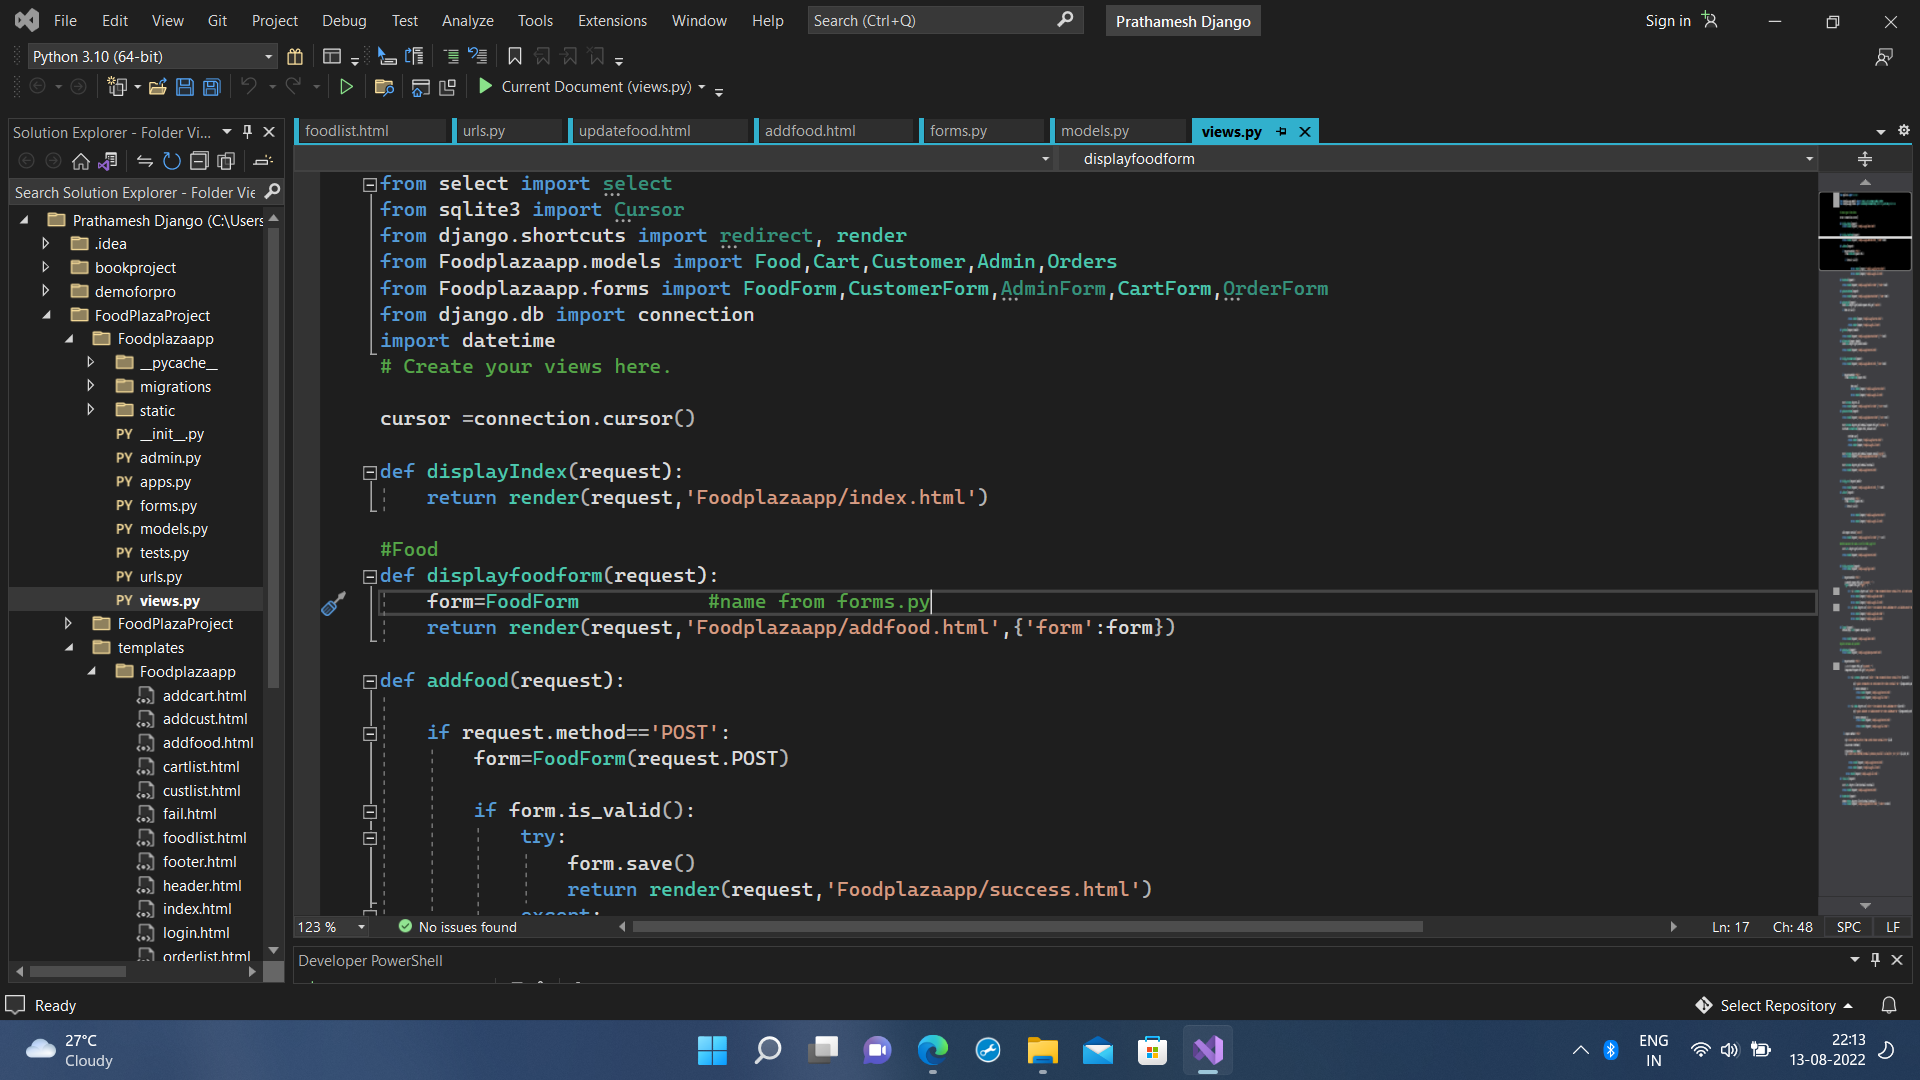 File Edit View Git Project Debug Test Analyze Tools Extensions Window Help Search (Ctrl+Q) Prathamesh Django Sign in
Python 3.10 (64-bit)
Current Document (views.py)
Solution Explorer - Folder Vi...
foodlist.html urls.py updatefood.html addfood.html forms.py models.py views.py
displayfoodform
Search Solution Explorer - Folder Vie
Prathamesh Django (C:\Users
.idea
bookproject
demoforpro
FoodPlazaProject
Foodplazaapp
__pycache__
migrations
static
PY __init__.py
PY admin.py
PY apps.py
PY forms.py
PY models.py
PY tests.py
PY urls.py
PY views.py
FoodPlazaProject
templates
Foodplazaapp
addcart.html
addcust.html
addfood.html
cartlist.html
custlist.html
fail.html
foodlist.html
footer.html
header.html
index.html
login.html
orderlist.html
from select import select
from sqlite3 import Cursor
from django.shortcuts import redirect, render
from Foodplazaapp.models import Food,Cart,Customer,Admin,Orders
from Foodplazaapp.forms import FoodForm,CustomerForm,AdminForm,CartForm,OrderForm
from django.db import connection
import datetime
# Create your views here.
cursor =connection.cursor()
def displayIndex(request):
return render(request,'Foodplazaapp/index.html')
#Food
def displayfoodform(request):
form=FoodForm #name from forms.py
return render(request,'Foodplazaapp/addfood.html',{'form':form})
def addfood(request):
if request.method=='POST':
form=FoodForm(request.POST)
if form.is_valid():
try:
form.save()
return render(request,'Foodplazaapp/success.html')
except:
123 % No issues found Ln: 17 Ch: 48 SPC LF
Developer PowerShell
Ready Select Repository
27°C
Cloudy
ENG
IN
22:13
13-08-2022